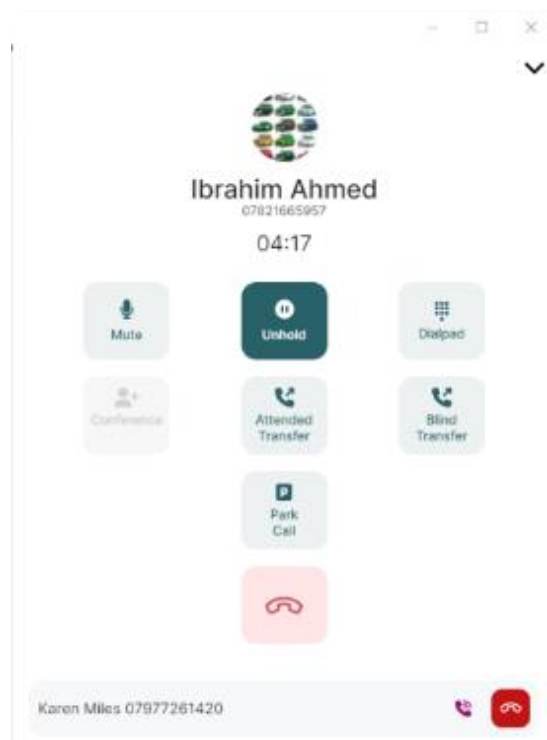 Ibrahim Ahmed
07821665957
04:17
Mute
Unhold
Dialpad
Conference
Attended
Transfer
Blind
Transfer
P
Park
Call
Karen Miles 07977261420